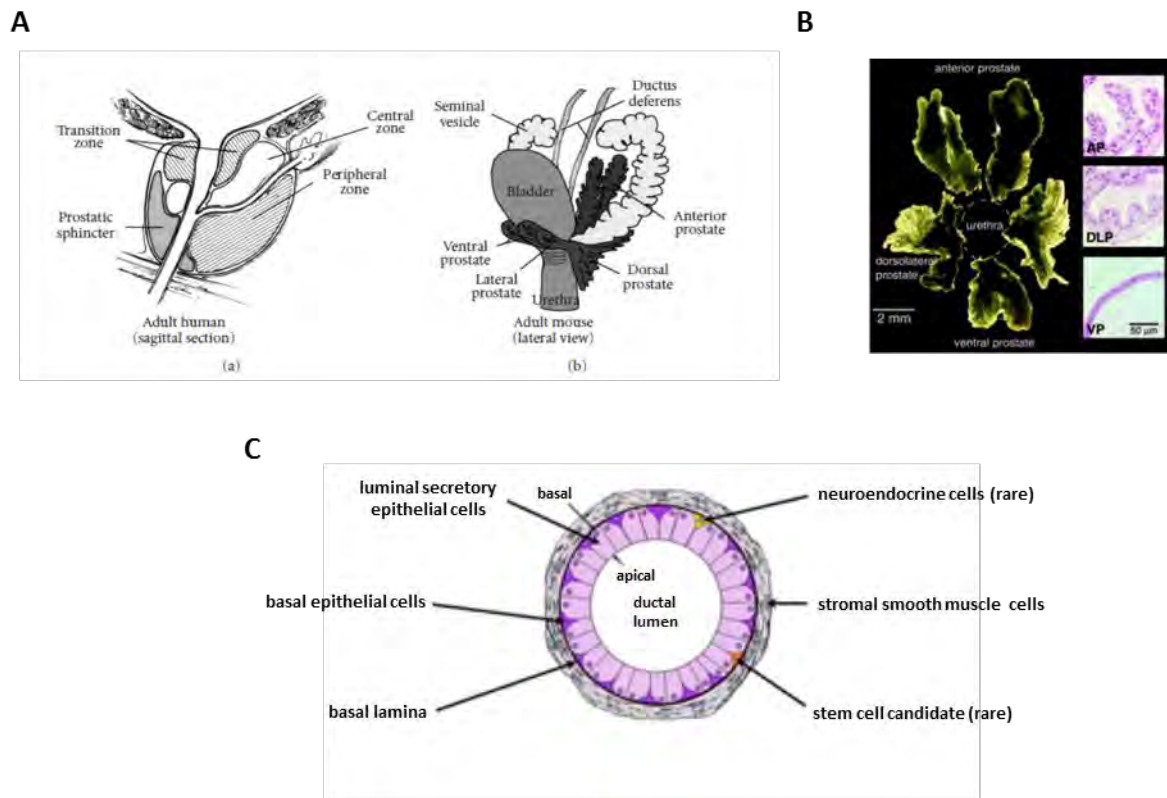 A
B
Transition
zone
Central
zone
Peripheral
zone
Prostatic
sphincter
Adult human
(sagittal section)
(a)
Seminal
vesicle
Ductus
deferens
Bladder
Anterior
prostate
Ventral
prostate
Lateral
prostate
Dorsal
prostate
Urethra
Adult mouse
(lateral view)
(b)
anterior prostate
urethra
dorsolateral
prostate
2 mm
ventral prostate
AP
DLP
VP
50 µm
C
luminal secretory
epithelial cells
basal
neuroendocrine cells (rare)
apical
basal epithelial cells
ductal
lumen
stromal smooth muscle cells
basal lamina
stem cell candidate (rare)